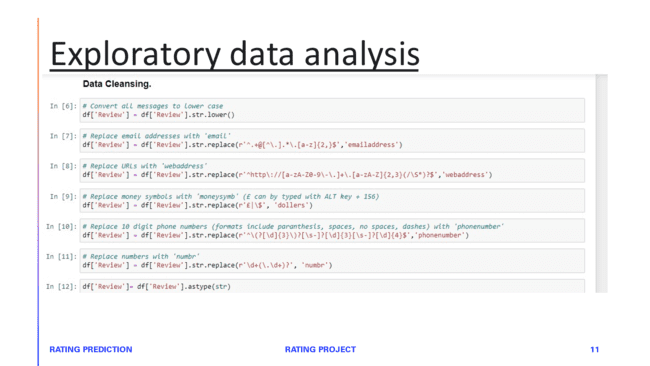 Exploratory data analysis
Data Cleansing.
In [6]: # Convert all messages to lower case
df['Review'] = df['Review'].str.lower()
In [7]: # Replace email addresses with 'email'
df['Review'] = df['Review'].str.replace(r'^.+@[^\.].*\.[a-z]{2,}$','emailaddress')
In [8]: # Replace URLs with 'webaddress'
df['Review'] = df['Review'].str.replace(r'^http\://[a-zA-Z0-9\-\.]+\.[a-zA-Z]{2,3}(/\S*)?$','webaddress')
In [9]: # Replace money symbols with 'moneysymb' (£ can by typed with ALT key + 156)
df['Review'] = df['Review'].str.replace(r'£|\$', 'dollers')
In [10]: # Replace 10 digit phone numbers (formats include paranthesis, spaces, no spaces, dashes) with 'phonenumber'
df['Review'] = df['Review'].str.replace(r'^\(?[\d]{3}\)?[\s-]?[\d]{3}[\s-]?[\d]{4}$','phonenumber')
In [11]: # Replace numbers with 'numbr'
df['Review'] = df['Review'].str.replace(r'\d+(\.\d+)?', 'numbr')
In [12]: df['Review']= df['Review'].astype(str)
RATING PREDICTION
RATING PROJECT
11